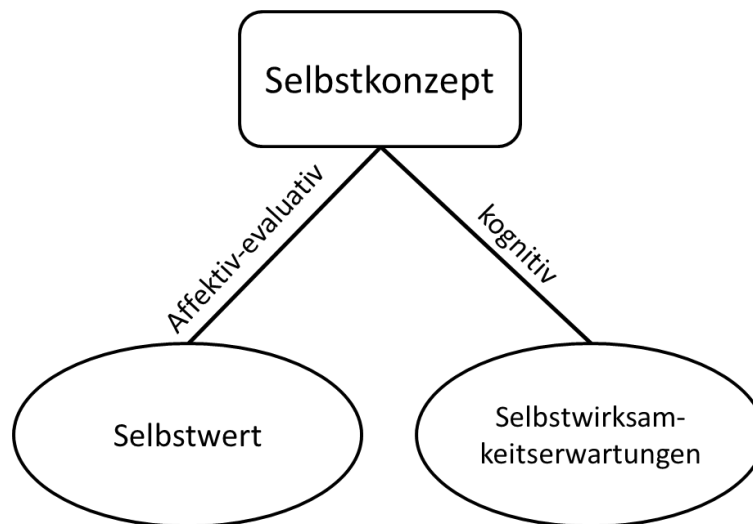 Selbstkonzept
Affektiv-evaluativ
kognitiv
Selbstwert
Selbstwirksam-
keitserwartungen